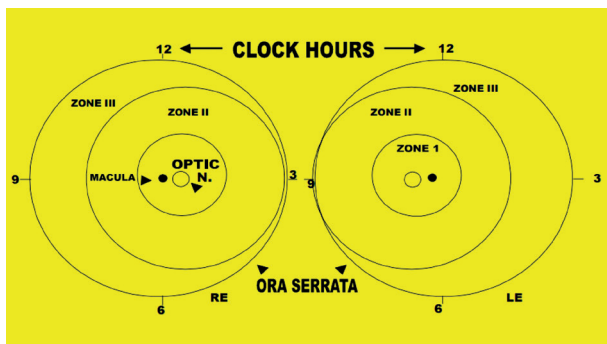 12 CLOCK HOURS 12
ZONE III ZONE II ZONE II ZONE III
ZONE 1
OPTIC
N.
MACULA
9 3 9 3
ORA SERRATA
RE LE
6 6